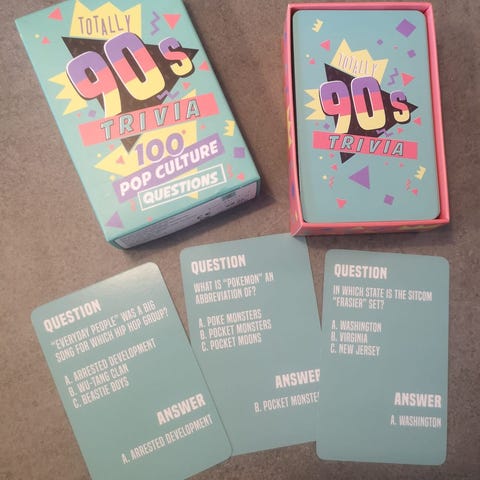 TOTALLY
90s
TRIVIA
100
POP CULTURE
QUESTIONS
TOTALLY
90s
TRIVIA
QUESTION
"EVERYDAY PEOPLE" WAS A BIG
SONG FOR WHICH HIP HOP GROUP?
A. ARRESTED DEVELOPMENT
B. WU-TANG CLAN
C. BEASTIE BOYS
ANSWER
A. ARRESTED DEVELOPMENT
QUESTION
WHAT IS "POKEMON" AN
ABBREVIATION OF?
A. POKE MONSTERS
B. POCKET MONSTERS
C. POCKET MOONS
ANSWER
B. POCKET MONSTE
QUESTION
IN WHICH STATE IS THE SITCOM
"FRASIER" SET?
A. WASHINGTON
B. VIRGINIA
C. NEW JERSEY
ANSWER
A. WASHINGTON